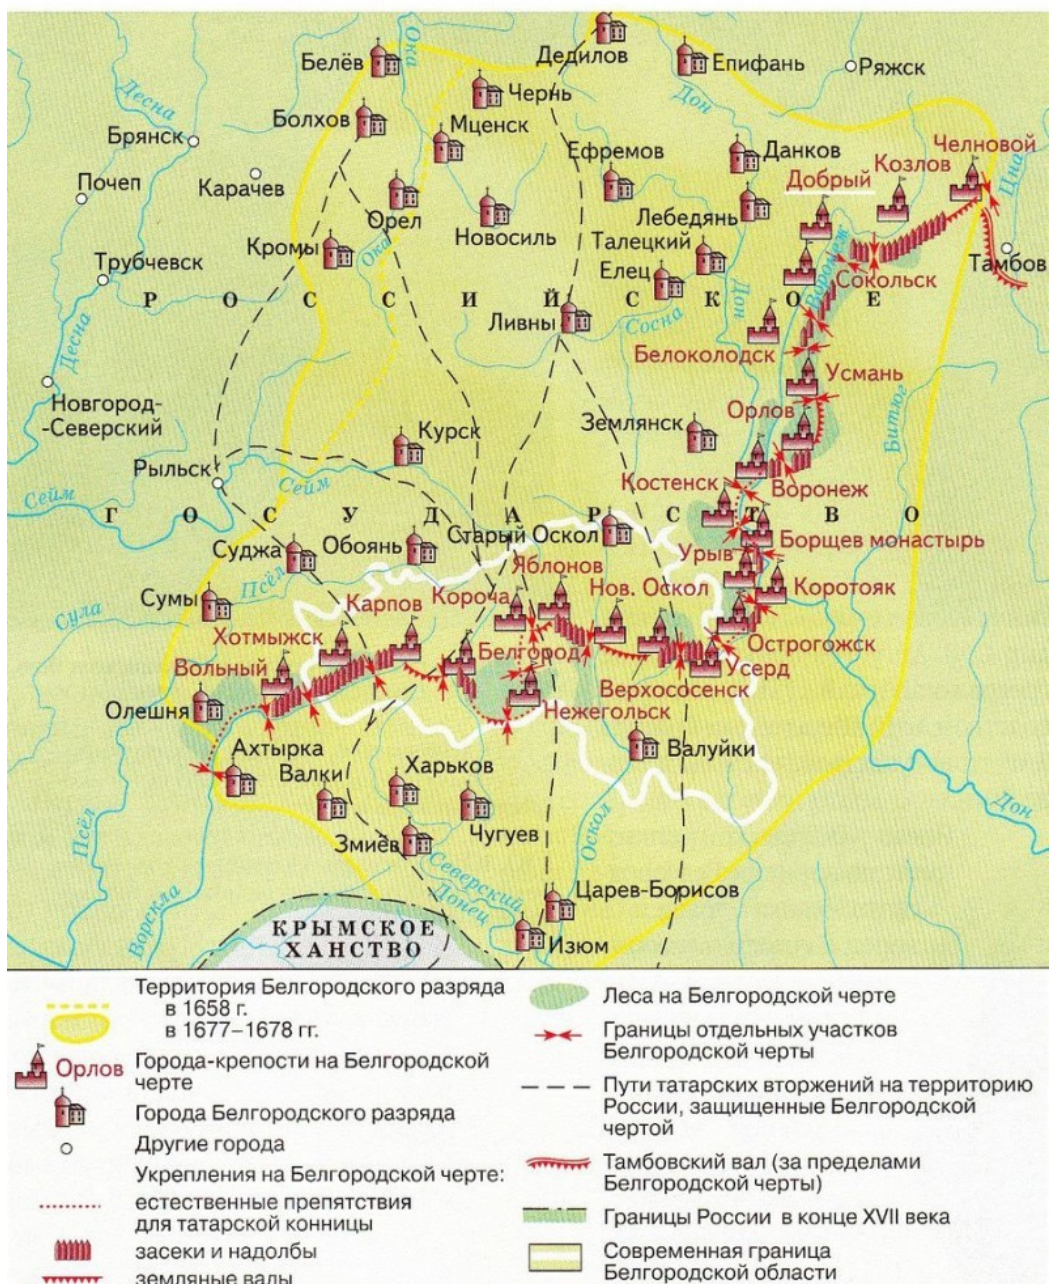 Белёв
Ока
Дедилов
Епифань
Ряжск
Чернь
Десна
Дон
Болхов
Мценск
Брянск
Ефремов
Данков
Челновой
Козлов
Цна
Почеп
Карачев
Добрый
Орел
Новосиль
Лебедянь
Кромы
Ока
Талецкий
Воронеж
Трубчевск
Елец
Сокольск
Тамбов
РОССИЙСКОЕ
Дон
Ливны
Сосна
Десна
Белоколодск
Усмань
Новгород-
-Северский
Орлов
Битюг
Курск
Землянск
Рыльск
Сейм
Сейм
Костенск
Воронеж
ГОСУДАРСТВО
Суджа
Обоянь
Старый Оскол
Урыв
Борщев монастырь
Псёл
Яблонов
Сумы
Сула
Карпов
Короча
Нов. Оскол
Коротояк
Хотмыжск
Вольный
Белгород
Острогожск
Усерд
Верхососенск
Олешня
Нежегольск
Ахтырка
Валуйки
Валки
Харьков
Чугуев
Змиёв
Псёл
Оскол
Дон
Северский
Донец
Царев-Борисов
Ворскла
КРЫМСКОЕ
ХАНСТВО
Изюм
Территория Белгородского разряда
в 1658 г.
в 1677–1678 гг.
Орлов
Города-крепости на Белгородской
черте
Города Белгородского разряда
Другие города
Укрепления на Белгородской черте:
естественные препятствия
для татарской конницы
засеки и надолбы
земляные валы
Леса на Белгородской черте
Границы отдельных участков
Белгородской черты
Пути татарских вторжений на территорию
России, защищенные Белгородской
чертой
Тамбовский вал (за пределами
Белгородской черты)
Границы России в конце XVII века
Современная граница
Белгородской области